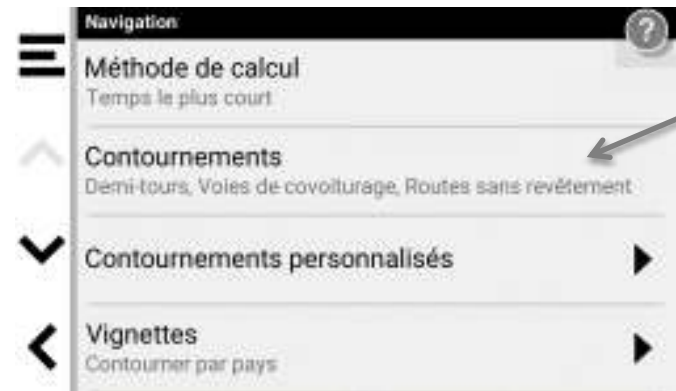 Navigation
?
Méthode de calcul
Temps le plus court
Contournements
Demi-tours, Voies de covoiturage, Routes sans revêtement
Contournements personnalisés
Vignettes
Contourner par pays